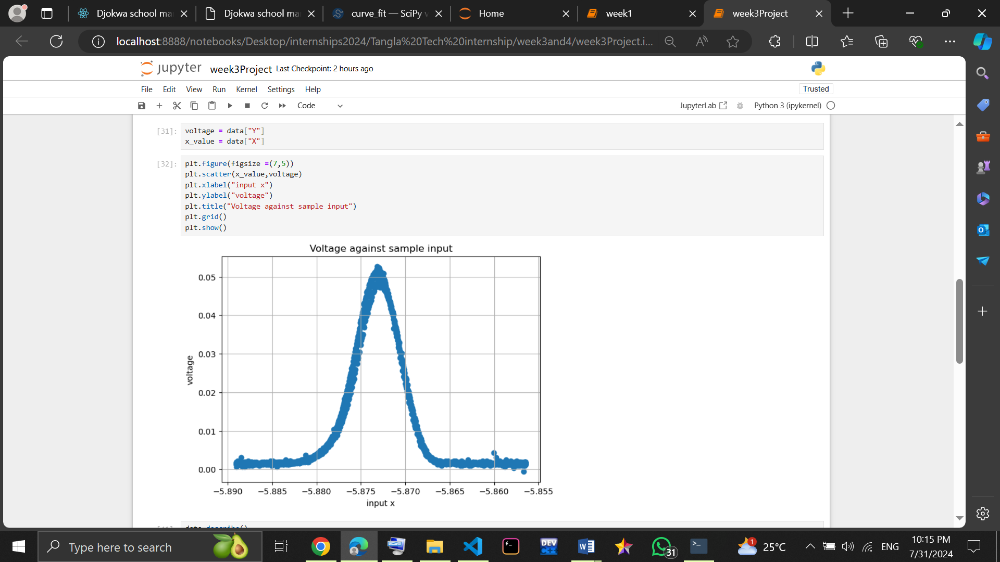 Djokwa school ma
Djokwa school ma
curve_fit — SciPy v
Home
week1
week3Project
localhost:8888/notebooks/Desktop/internships2024/Tangla%20Tech%20internship/week3and4/week3Project.i...
jupyter week3Project Last Checkpoint: 2 hours ago
File Edit View Run Kernel Settings Help
Trusted
Code
JupyterLab
Python 3 (ipykernel)
[31]:
voltage = data["Y"]
x_value = data["X"]
[32]:
plt.figure(figsize =(7,5))
plt.scatter(x_value,voltage)
plt.xlabel("input x")
plt.ylabel("voltage")
plt.title("Voltage against sample input")
plt.grid()
plt.show()
Voltage against sample input
0.05
0.04
0.03
0.02
0.01
0.00
voltage
−5.890 −5.885 −5.880 −5.875 −5.870 −5.865 −5.860 −5.855
input x
Type here to search
DEV
C++
31
1
25°C
ENG
10:15 PM
7/31/2024